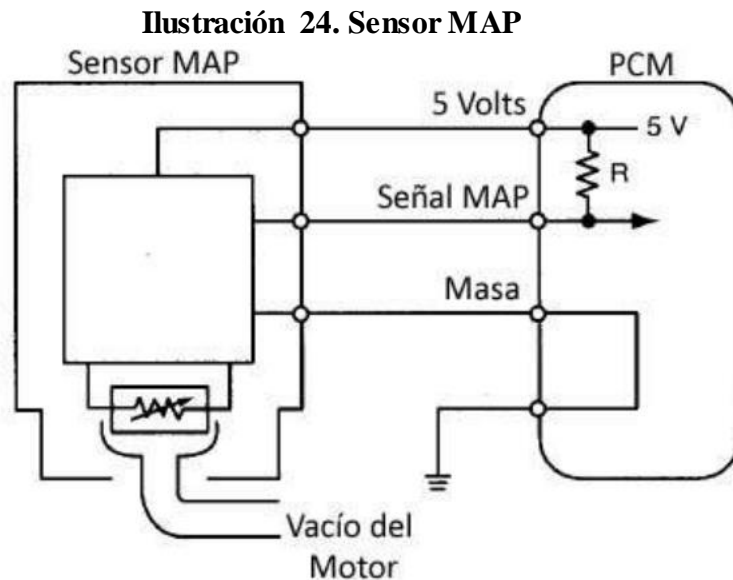 Ilustración 24. Sensor MAP
Sensor MAP
PCM
5 Volts
5 V
R
Señal MAP
Masa
Vacío del
Motor